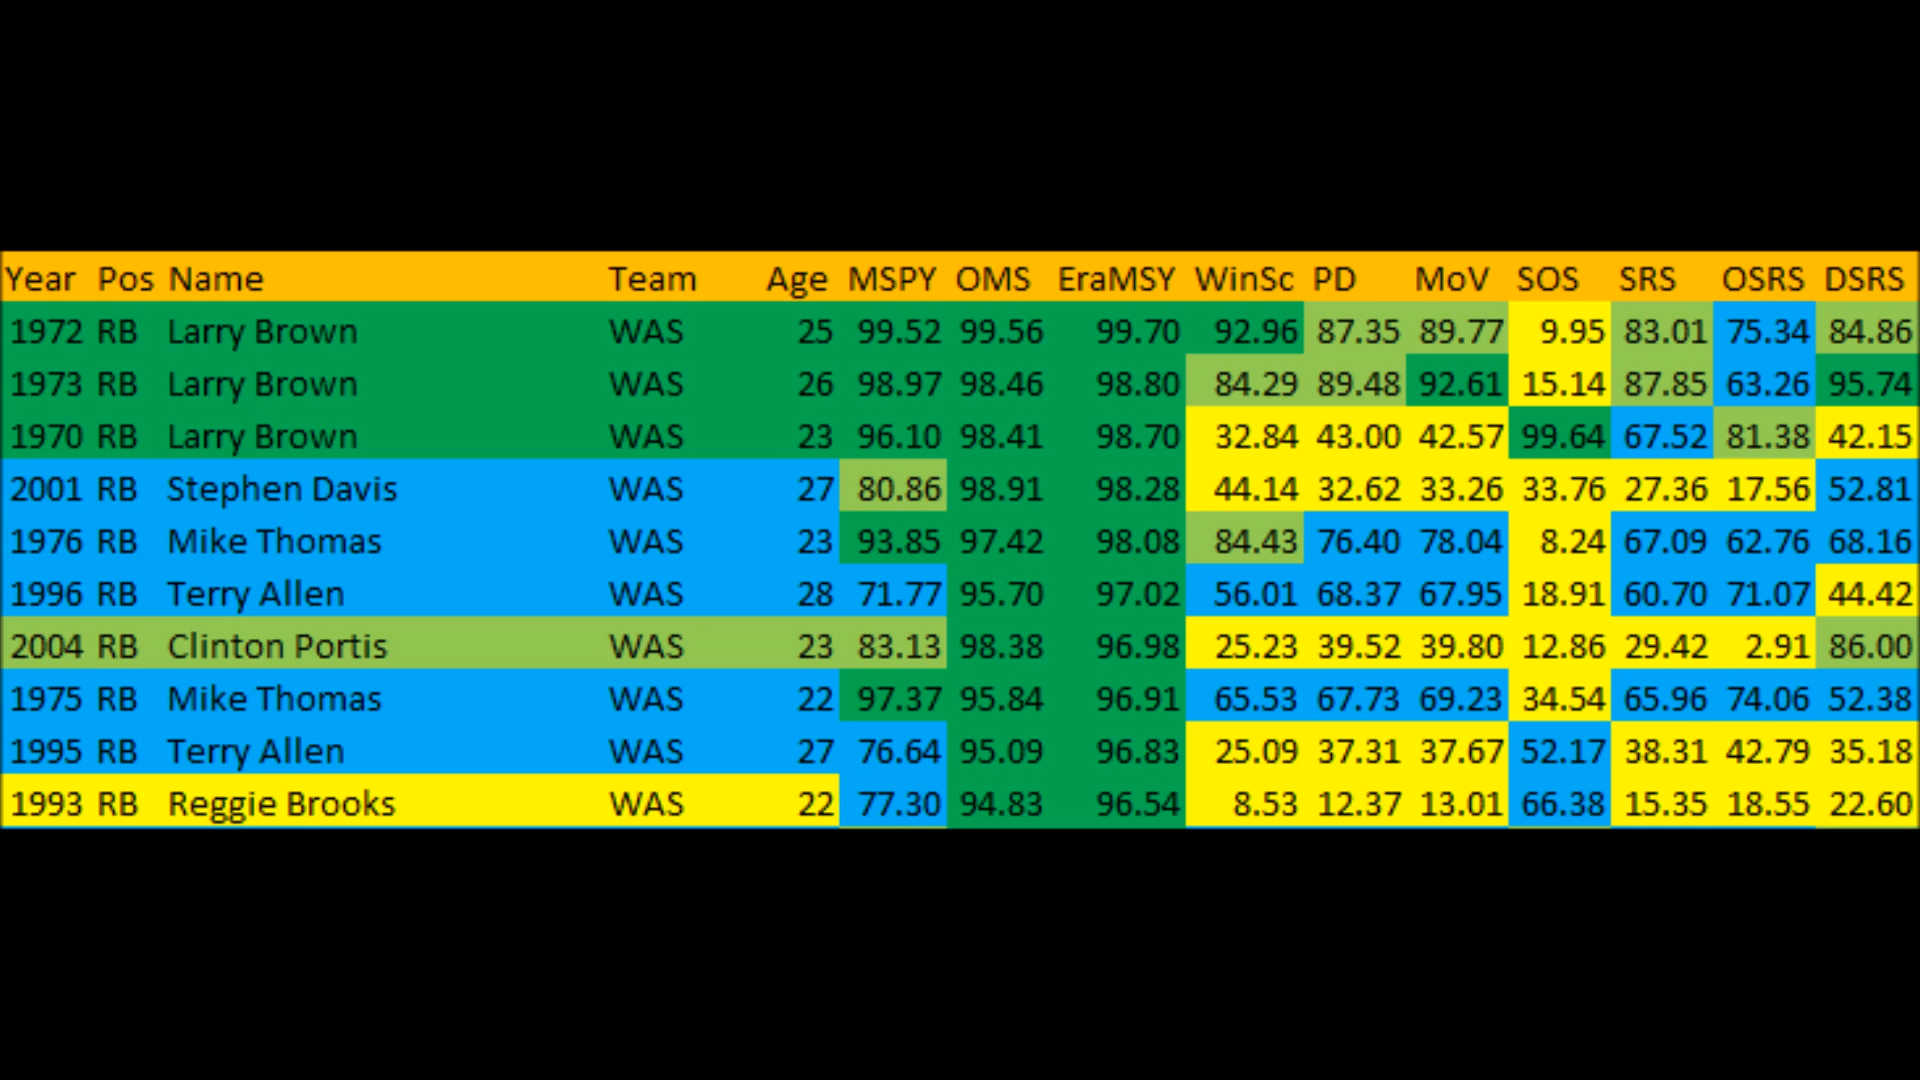 Year Pos Name Team Age MSPY OMS EraMSY WinSc PD MoV SOS SRS OSRS DSRS
1972 RB Larry Brown WAS 25 99.52 99.56 99.70 92.96 87.35 89.77 9.95 83.01 75.34 84.86
1973 RB Larry Brown WAS 26 98.97 98.46 98.80 84.29 89.48 92.61 15.14 87.85 63.26 95.74
1970 RB Larry Brown WAS 23 96.10 98.41 98.70 32.84 43.00 42.57 99.64 67.52 81.38 42.15
2001 RB Stephen Davis WAS 27 80.86 98.91 98.28 44.14 32.62 33.26 33.76 27.36 17.56 52.81
1976 RB Mike Thomas WAS 23 93.85 97.42 98.08 84.43 76.40 78.04 8.24 67.09 62.76 68.16
1996 RB Terry Allen WAS 28 71.77 95.70 97.02 56.01 68.37 67.95 18.91 60.70 71.07 44.42
2004 RB Clinton Portis WAS 23 83.13 98.38 96.98 25.23 39.52 39.80 12.86 29.42 2.91 86.00
1975 RB Mike Thomas WAS 22 97.37 95.84 96.91 65.53 67.73 69.23 34.54 65.96 74.06 52.38
1995 RB Terry Allen WAS 27 76.64 95.09 96.83 25.09 37.31 37.67 52.17 38.31 42.79 35.18
1993 RB Reggie Brooks WAS 22 77.30 94.83 96.54 8.53 12.37 13.01 66.38 15.35 18.55 22.60